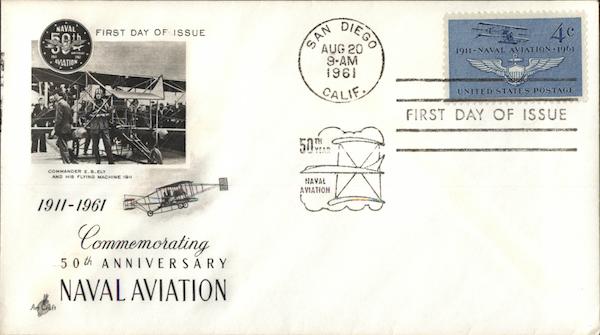 NAVAL
50th
AVIATION
FIRST DAY OF ISSUE
COMMANDER E. B. ELY
AND HIS FLYING MACHINE 1911
1911-1961
Commemorating
50th ANNIVERSARY
NAVAL AVIATION
Art Craft
SAN DIEGO
AUG 20
9-AM
1961
CALIF.
50TH
YEAR
NAVAL
AVIATION
4c
1911-NAVAL AVIATION-1961
UNITED STATES POSTAGE
FIRST DAY OF ISSUE